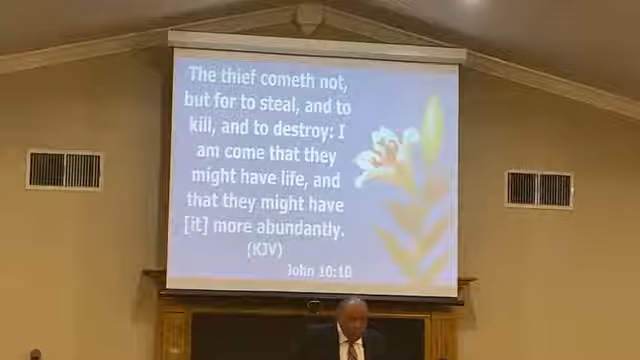 The thief cometh not,
but for to steal, and to
kill, and to destroy: I
am come that they
might have life, and
that they might have
[it] more abundantly.
(KJV)
John 10:10